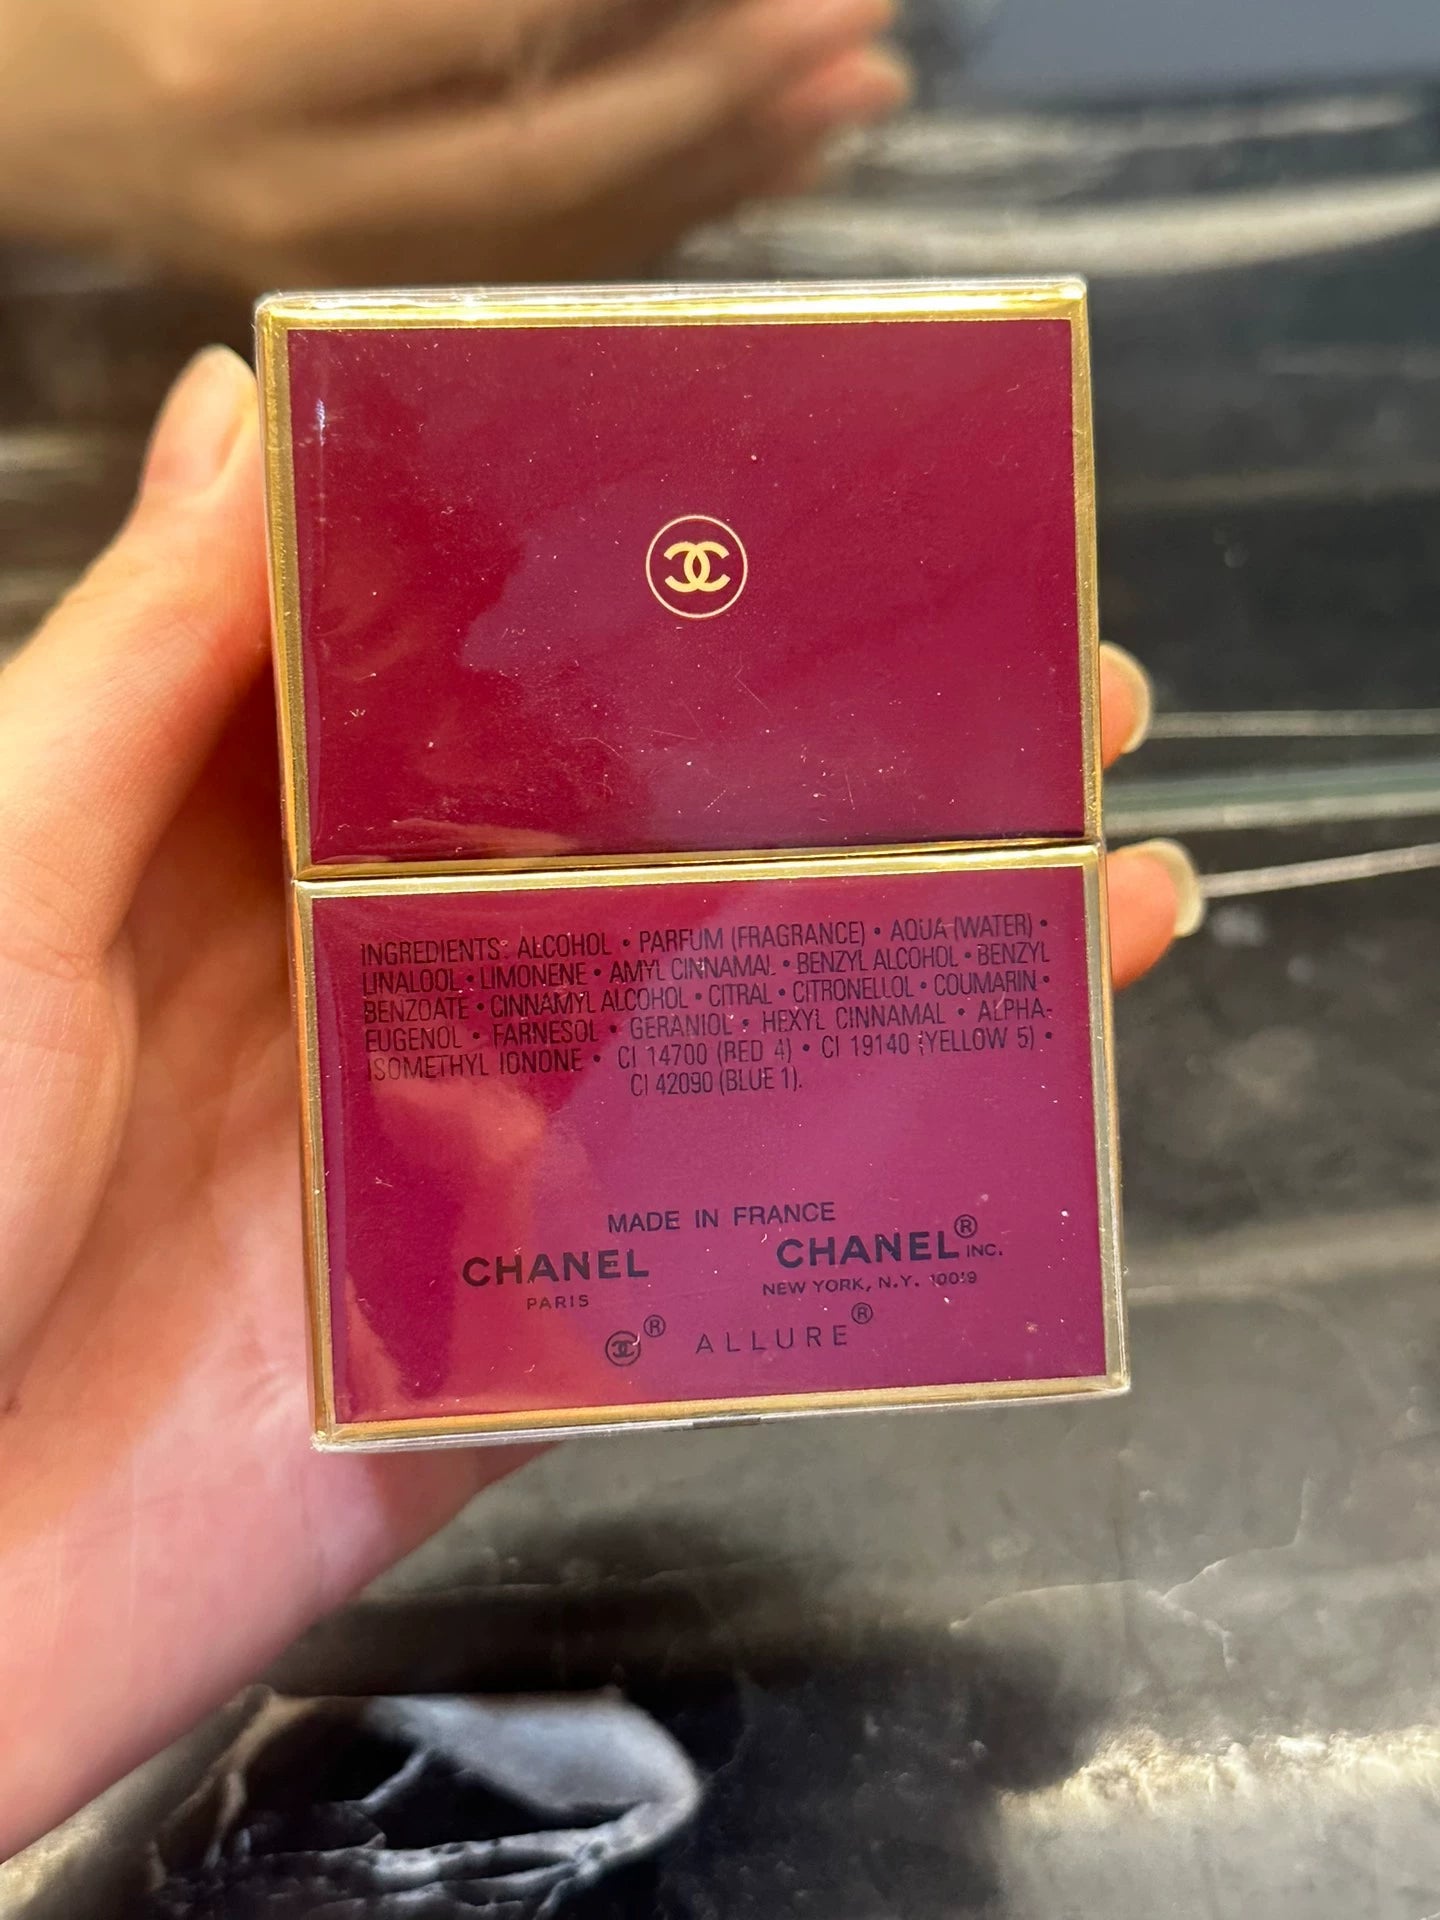 INGREDIENTS: ALCOHOL • PARFUM (FRAGRANCE) • AQUA (WATER) •
LINALOOL • LIMONENE • AMYL CINNAMAL • BENZYL ALCOHOL • BENZYL
BENZOATE • CINNAMYL ALCOHOL • CITRAL • CITRONELLOL • COUMARIN •
EUGENOL • FARNESOL • GERANIOL • HEXYL CINNAMAL • ALPHA-
ISOMETHYL IONONE • CI 14700 (RED 4) • CI 19140 (YELLOW 5) •
CI 42090 (BLUE 1).
MADE IN FRANCE
CHANEL CHANEL® INC.
PARIS NEW YORK, N.Y. 10019
® ALLURE®